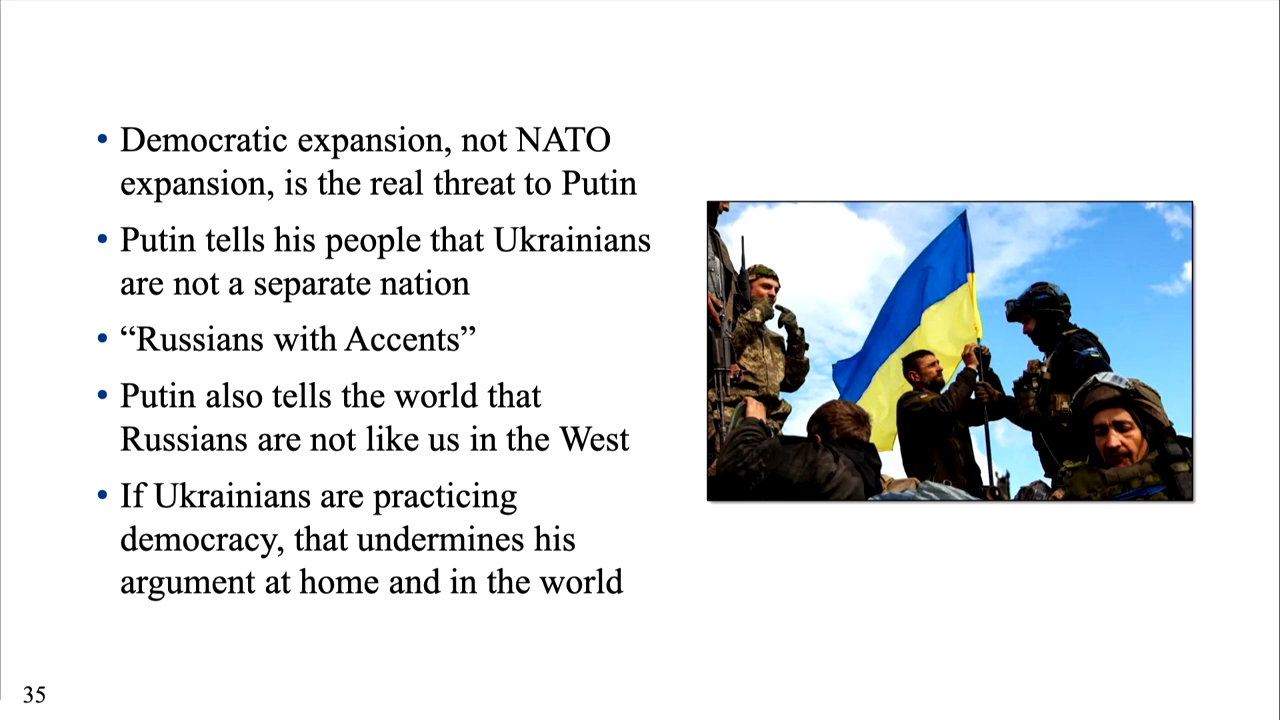 • Democratic expansion, not NATO
expansion, is the real threat to Putin
• Putin tells his people that Ukrainians
are not a separate nation
• “Russians with Accents”
• Putin also tells the world that
Russians are not like us in the West
• If Ukrainians are practicing
democracy, that undermines his
argument at home and in the world
35